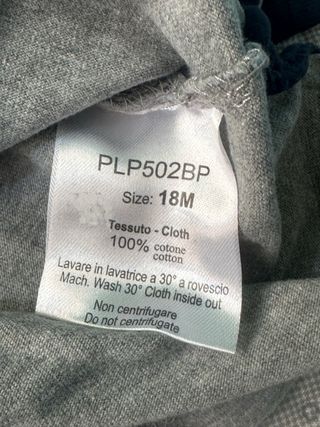 PLP502BP
Size: 18M
Tessuto - Cloth
100% cotone
cotton
Lavare in lavatrice a 30° a rovescio
Mach. Wash 30° Cloth inside out
Non centrifugare
Do not centrifugate